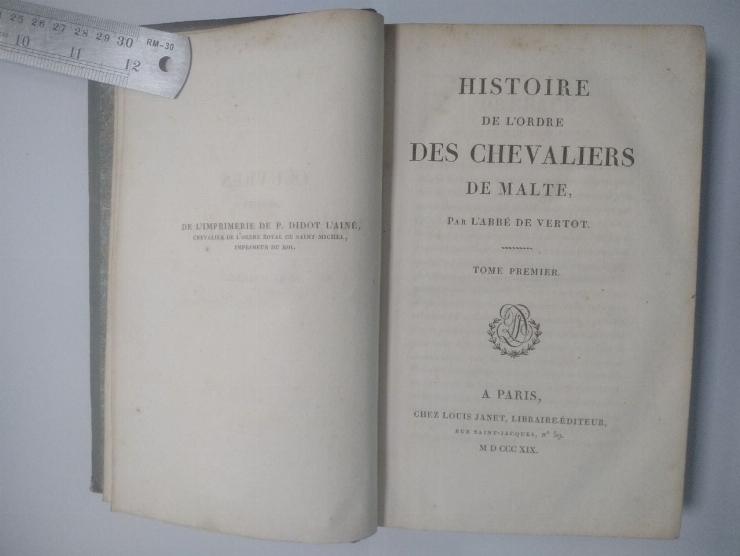 25 26 27 28 29 30 RM-30
10 11 12
DE L'IMPRIMERIE DE P. DIDOT L'AINÉ,
CHEVALIER DE L'ORDRE ROYAL DE SAINT-MICHEL,
IMPRIMEUR DU ROI.
HISTOIRE
DE L'ORDRE
DES CHEVALIERS
DE MALTE,
PAR L'ABBÉ DE VERTOT.
TOME PREMIER.
A PARIS,
CHEZ LOUIS JANET, LIBRAIRE-ÉDITEUR,
RUE SAINT-JACQUES, n° 59.
M D CCC XIX.